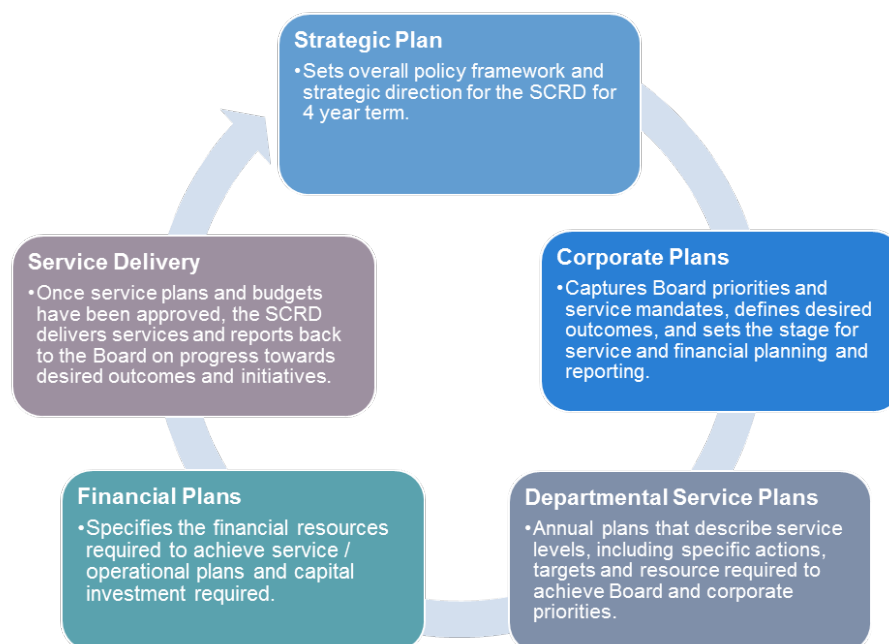 Strategic Plan
•Sets overall policy framework and
strategic direction for the SCRD for
4 year term.
Corporate Plans
•Captures Board priorities and
service mandates, defines desired
outcomes, and sets the stage for
service and financial planning and
reporting.
Departmental Service Plans
•Annual plans that describe service
levels, including specific actions,
targets and resource required to
achieve Board and corporate
priorities.
Financial Plans
•Specifies the financial resources
required to achieve service /
operational plans and capital
investment required.
Service Delivery
•Once service plans and budgets
have been approved, the SCRD
delivers services and reports back
to the Board on progress towards
desired outcomes and initiatives.